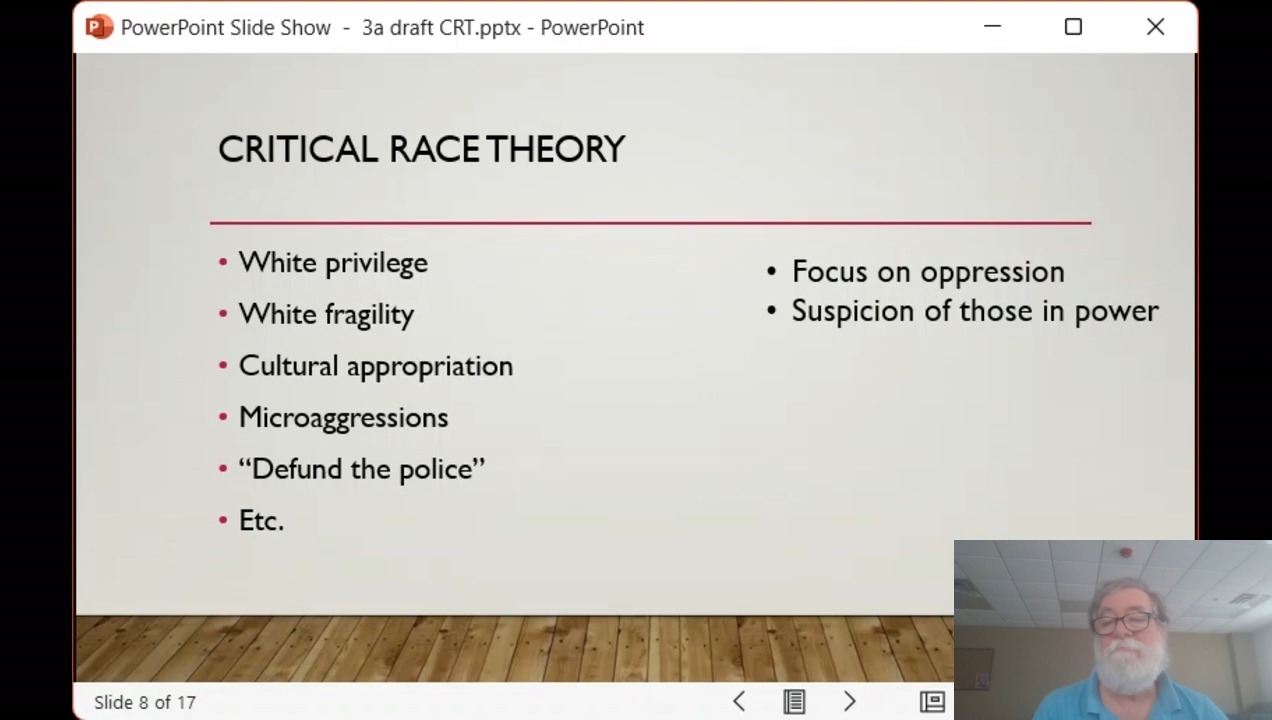 PowerPoint Slide Show - 3a draft CRT.pptx - PowerPoint
CRITICAL RACE THEORY
• White privilege
• White fragility
• Cultural appropriation
• Microaggressions
• “Defund the police”
• Etc.
• Focus on oppression
• Suspicion of those in power
Slide 8 of 17